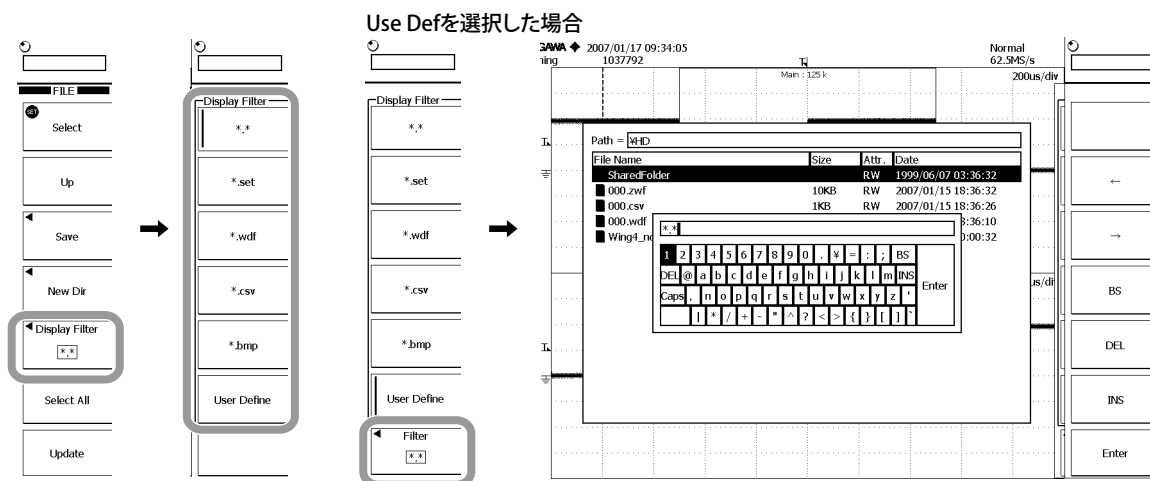 Use Defを選択した場合
FILE
SET
Select
Up
Save
New Dir
Display Filter
*.*
Select All
Update
Display Filter
*.*
*.set
*.wdf
*.csv
*.bmp
User Define
Display Filter
*.*
*.set
*.wdf
*.csv
*.bmp
User Define
Filter
*.*
2007/01/17 09:34:05
Normal
1037792
62.5MS/s
Main : 125 k
200us/div
Path = ¥HD
File Name Size Attr. Date
SharedFolder RW 1999/06/07 03:36:32
000.zwf 10KB RW 2007/01/15 18:36:32
000.csv 1KB RW 2007/01/15 18:36:26
000.wdf 3:36:10
*.*
1 2 3 4 5 6 7 8 9 0 . ¥ = : ; BS
DEL @ a b c d e f g h i j k l m INS
Caps , n o p q r s t u v w x y z '
| * / + - " ^ ? < > { } [ ] `
Enter
←
→
BS
DEL
INS
Enter